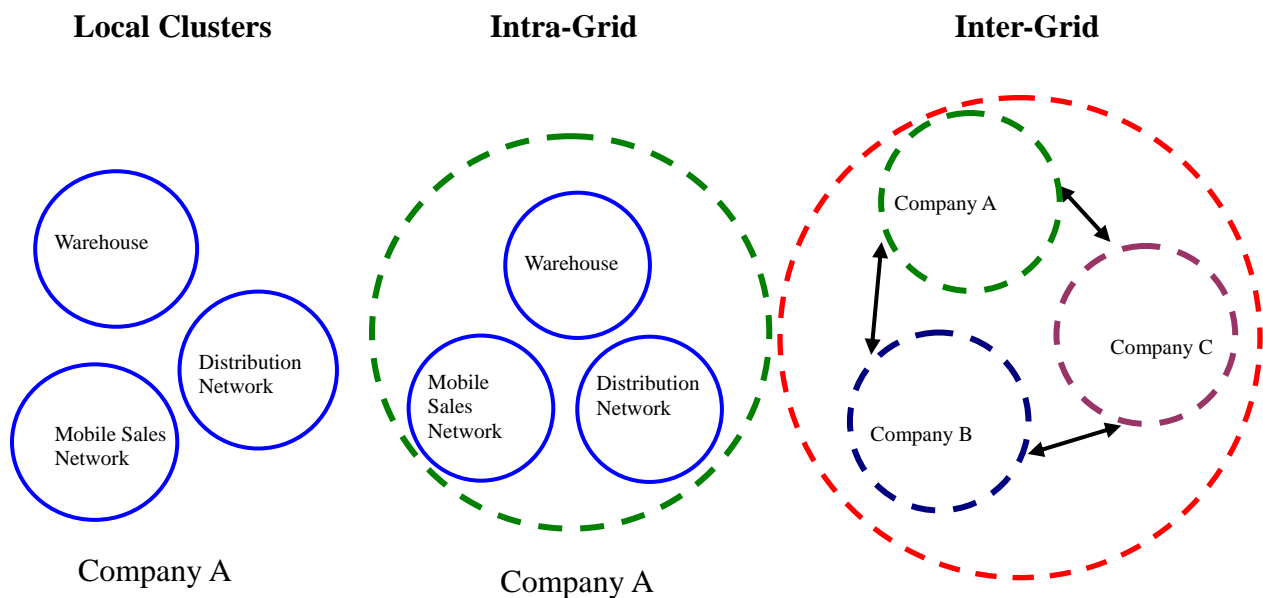 Local Clusters
Intra-Grid
Inter-Grid
Warehouse
Distribution
Network
Mobile Sales
Network
Company A
Warehouse
Mobile
Sales
Network
Distribution
Network
Company A
Company A
Company C
Company B